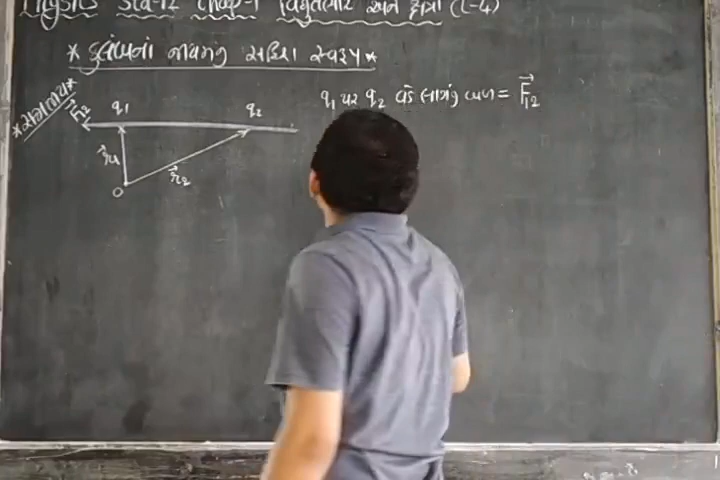 Physics Std-12 Chap-1 વિદ્યુતભાર અને ક્ષેત્રો (L-4)
* કુલંબના નિયમનું સદિશ સ્વરૂપ *
q₁ પર q₂ વડે લાગતું બળ = F⃗₁₂
F⃗₁₂ q₁ q₂
r⃗₁ r⃗₂
O